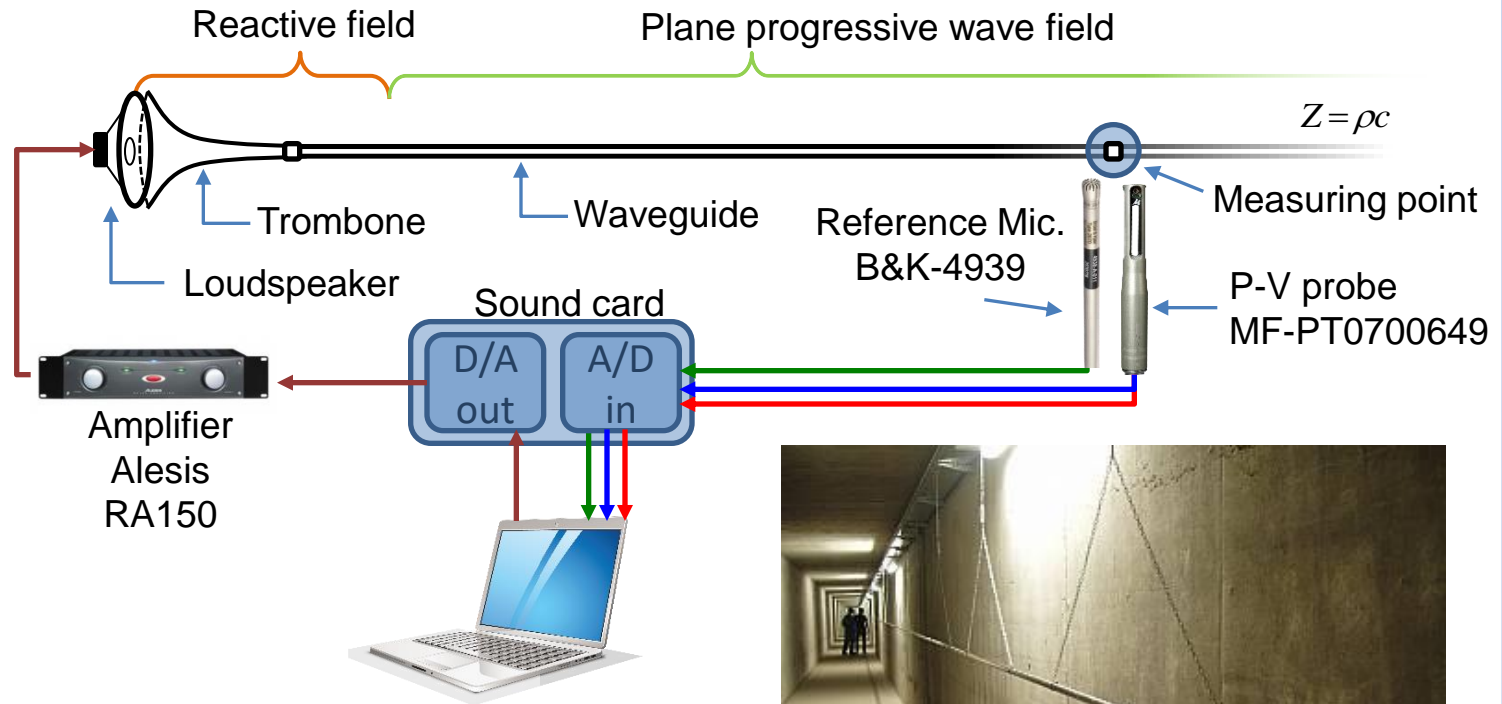 Reactive field
Plane progressive wave field
Z = ρc
Trombone
Waveguide
Measuring point
Loudspeaker
Reference Mic.
B&K-4939
P-V probe
MF-PT0700649
Sound card
D/A
out
A/D
in
Amplifier
Alesis
RA150